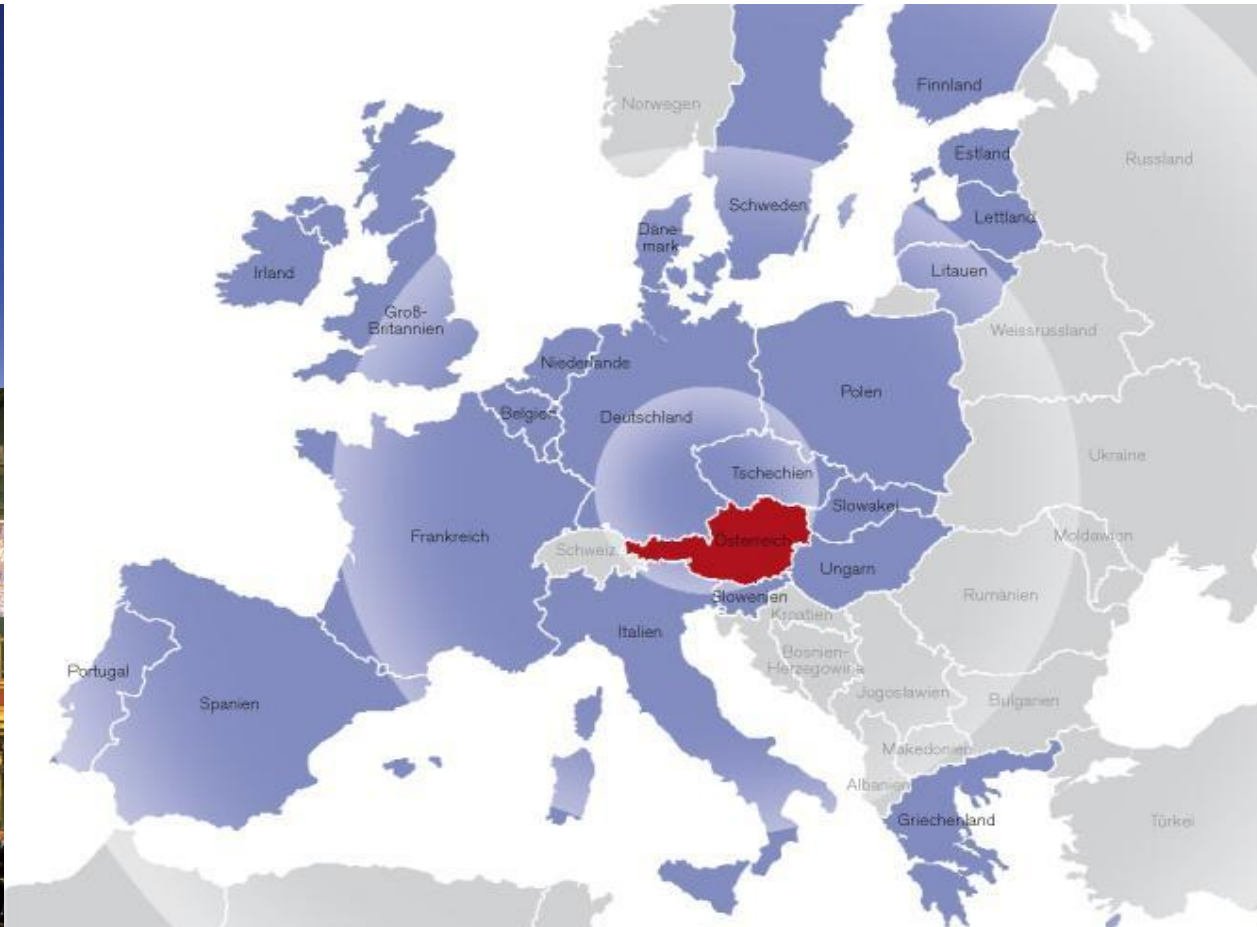 Finnland
Norwegen
Estland
Russland
Schweden
Lettland
Däne-
mark
Irland
Litauen
Groß-
Britannien
Weissrussland
Niederlande
Polen
Belgien
Deutschland
Ukraine
Tschechien
Slowakei
Frankreich
Österreich
Moldawien
Schweiz
Ungarn
Slowenien
Rumänien
Kroatien
Italien
Bosnien-
Herzegowina
Portugal
Jugoslawien
Spanien
Bulgarien
Makedonien
Albanien
Griechenland
Türkei